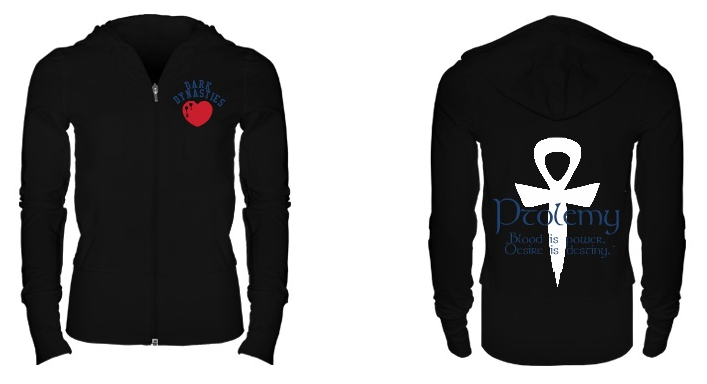 DARK
DYNASTIES
Ptolemy
Blood is power,
Desire is destiny.